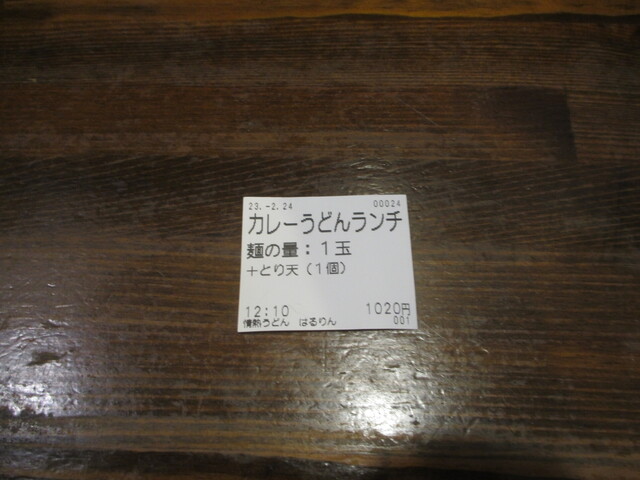 23.-2.24 00024
カレーうどんランチ
麺の量：１玉
＋とり天（１個）
12:10 1020円
情熱うどん　はるりん 001